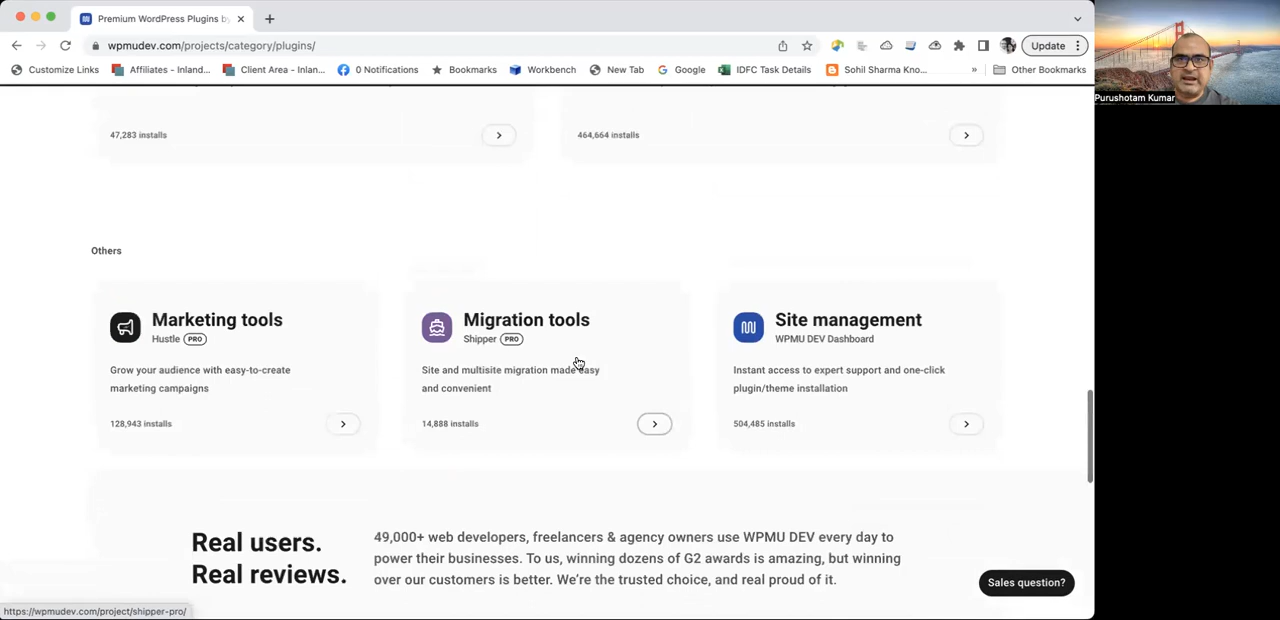 Premium WordPress Plugins by
wpmudev.com/projects/category/plugins/
Update
Customize Links
Affiliates - Inland...
Client Area - Inlan...
0 Notifications
Bookmarks
Workbench
New Tab
Google
IDFC Task Details
Sohil Sharma Kno...
»
Other Bookmarks
Purushotam Kumar
47,283 installs
464,664 installs
Others
Marketing tools
Hustle PRO
Grow your audience with easy-to-create
marketing campaigns
128,943 installs
Migration tools
Shipper PRO
Site and multisite migration made easy
and convenient
14,888 installs
Site management
WPMU DEV Dashboard
Instant access to expert support and one-click
plugin/theme installation
504,485 installs
Real users.
Real reviews.
49,000+ web developers, freelancers & agency owners use WPMU DEV every day to
power their businesses. To us, winning dozens of G2 awards is amazing, but winning
over our customers is better. We're the trusted choice, and real proud of it.
Sales question?
https://wpmudev.com/project/shipper-pro/